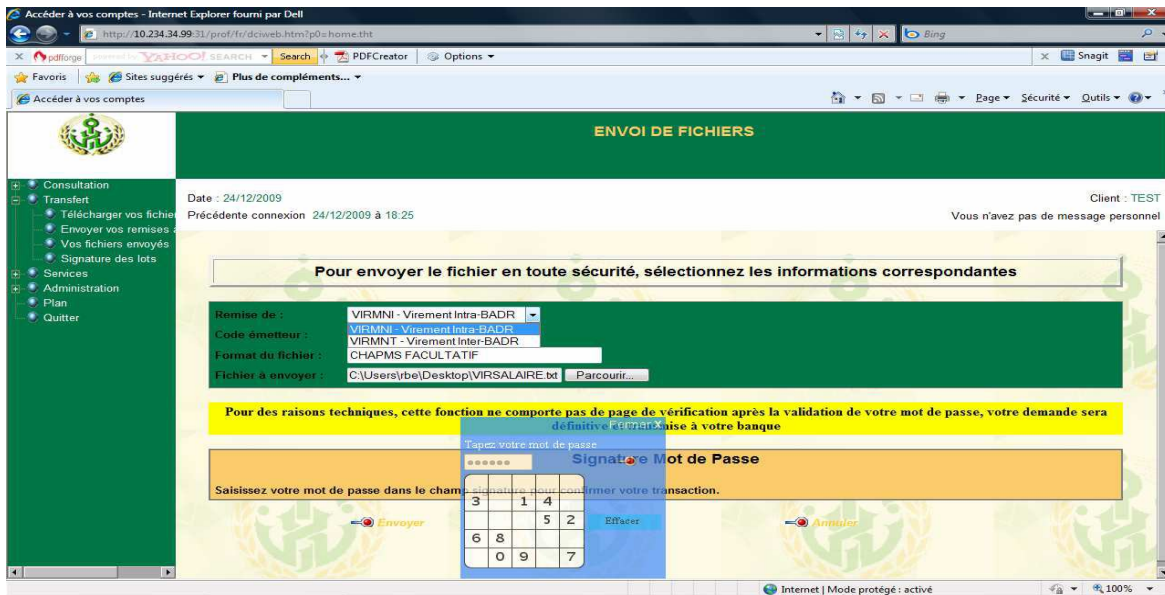 Accéder à vos comptes - Internet Explorer fourni par Dell
http://10.234.34.99:31/prof/fr/dciweb.htm?p0=home.tht
Bing
pdfforge YAHOO! SEARCH Search PDFCreator Options
Snagit
Favoris Sites suggérés Plus de compléments...
Accéder à vos comptes
Page Sécurité Outils
ENVOI DE FICHIERS
Consultation
Transfert
Télécharger vos fichie
Envoyer vos remises
Vos fichiers envoyés
Signature des lots
Services
Administration
Plan
Quitter
Date : 24/12/2009
Client : TEST
Précédente connexion 24/12/2009 à 18:25
Vous n'avez pas de message personnel
Pour envoyer le fichier en toute sécurité, sélectionnez les informations correspondantes
Remise de : VIRMNI - Virement Intra-BADR
VIRMNI - Virement Intra-BADR
Code émetteur : VIRMNT - Virement Inter-BADR
Format du fichier : CHAPMS FACULTATIF
Fichier à envoyer : C:\Users\rbe\Desktop\VIRSALAIRE.txt Parcourir...
Pour des raisons techniques, cette fonction ne comporte pas de page de vérification après la validation de votre mot de passe, votre demande sera
définitive et transmise à votre banque
Fermer X
Tapez votre mot de passe
Signature Mot de Passe
Saisissez votre mot de passe dans le champ signature pour confirmer votre transaction.
3 1 4
5 2
6 8
0 9 7
Envoyer
Effacer
Annuler
Internet | Mode protégé : activé
100%